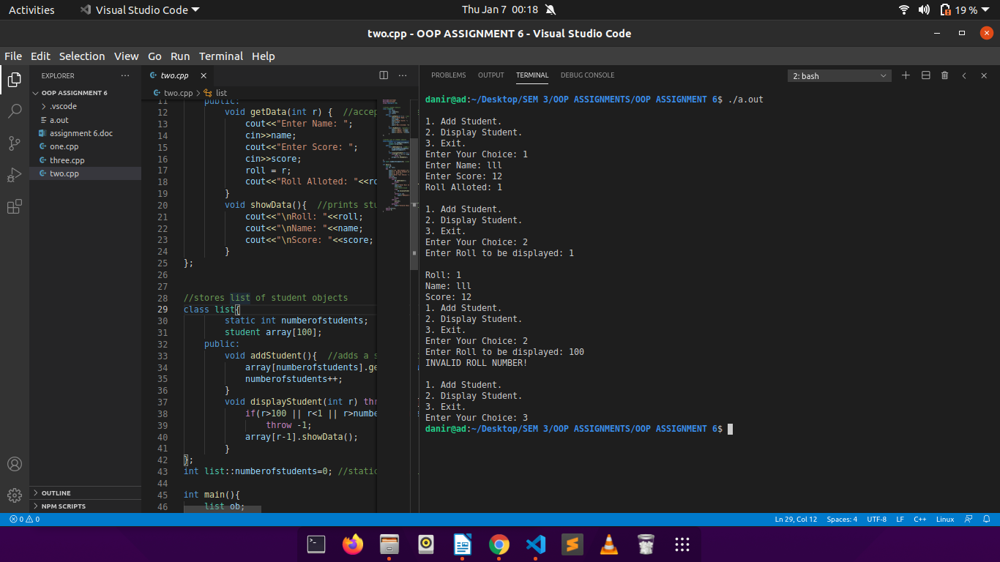 Activities
Visual Studio Code
Thu Jan 7 00:18
19 %
two.cpp - OOP ASSIGNMENT 6 - Visual Studio Code
File Edit Selection View Go Run Terminal Help
EXPLORER
OOP ASSIGNMENT 6
.vscode
a.out
assignment 6.doc
one.cpp
three.cpp
two.cpp
OUTLINE
NPM SCRIPTS
two.cpp
two.cpp > list
11 public:
12 void getData(int r) { //accep
13 cout<<"Enter Name: ";
14 cin>>name;
15 cout<<"Enter Score: ";
16 cin>>score;
17 roll = r;
18 cout<<"Roll Alloted: "<<ro
19 }
20 void showData(){ //prints stu
21 cout<<"\nRoll: "<<roll;
22 cout<<"\nName: "<<name;
23 cout<<"\nScore: "<<score;
24 }
25 };
26
27
28 //stores list of student objects
29 class list{
30 static int numberofstudents;
31 student array[100];
32 public:
33 void addStudent(){ //adds a s
34 array[numberofstudents].ge
35 numberofstudents++;
36 }
37 void displayStudent(int r) thr
38 if(r>100 || r<1 || r>number
39 throw -1;
40 array[r-1].showData();
41 }
42 };
43 int list::numberofstudents=0; //static
44
45 int main(){
46 list ob;
PROBLEMS OUTPUT TERMINAL DEBUG CONSOLE
2: bash
danir@ad:~/Desktop/SEM 3/OOP ASSIGNMENTS/OOP ASSIGNMENT 6$ ./a.out
1. Add Student.
2. Display Student.
3. Exit.
Enter Your Choice: 1
Enter Name: lll
Enter Score: 12
Roll Alloted: 1
1. Add Student.
2. Display Student.
3. Exit.
Enter Your Choice: 2
Enter Roll to be displayed: 1
Roll: 1
Name: lll
Score: 12
1. Add Student.
2. Display Student.
3. Exit.
Enter Your Choice: 2
Enter Roll to be displayed: 100
INVALID ROLL NUMBER!
1. Add Student.
2. Display Student.
3. Exit.
Enter Your Choice: 3
danir@ad:~/Desktop/SEM 3/OOP ASSIGNMENTS/OOP ASSIGNMENT 6$
0 0
Ln 29, Col 12 Spaces: 4 UTF-8 LF C++ Linux